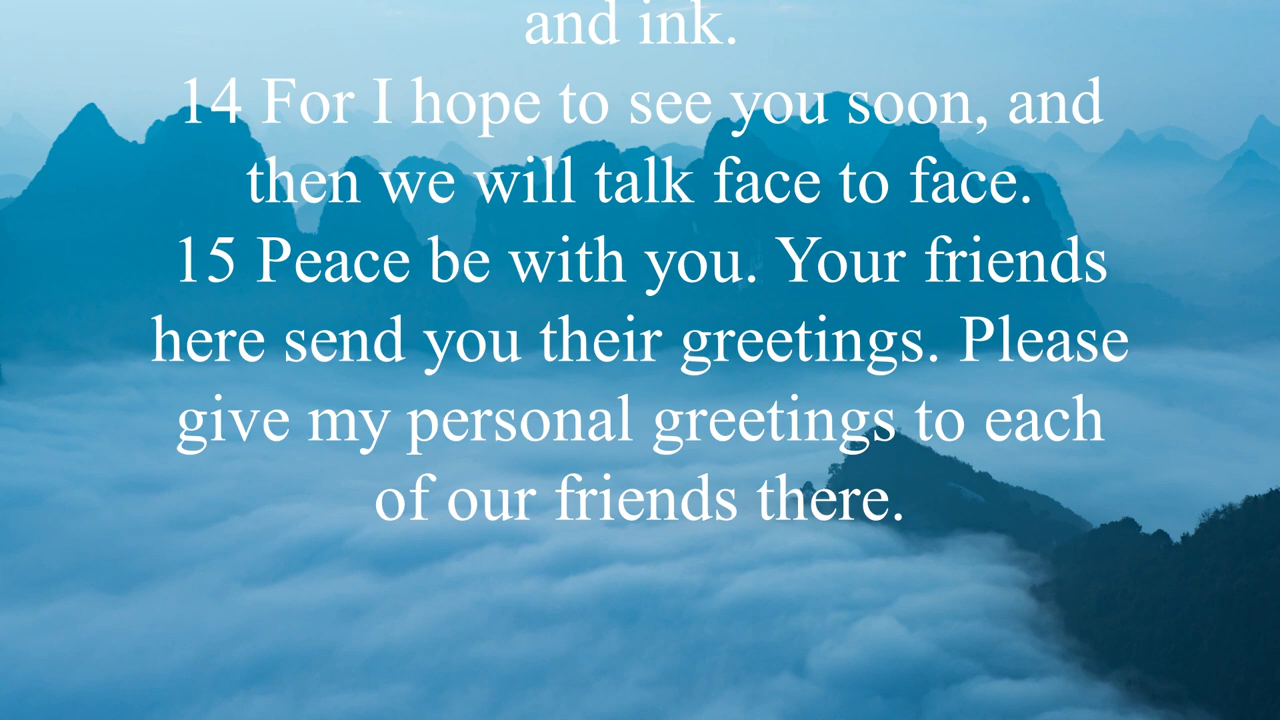 and ink.
14 For I hope to see you soon, and
then we will talk face to face.
15 Peace be with you. Your friends
here send you their greetings. Please
give my personal greetings to each
of our friends there.